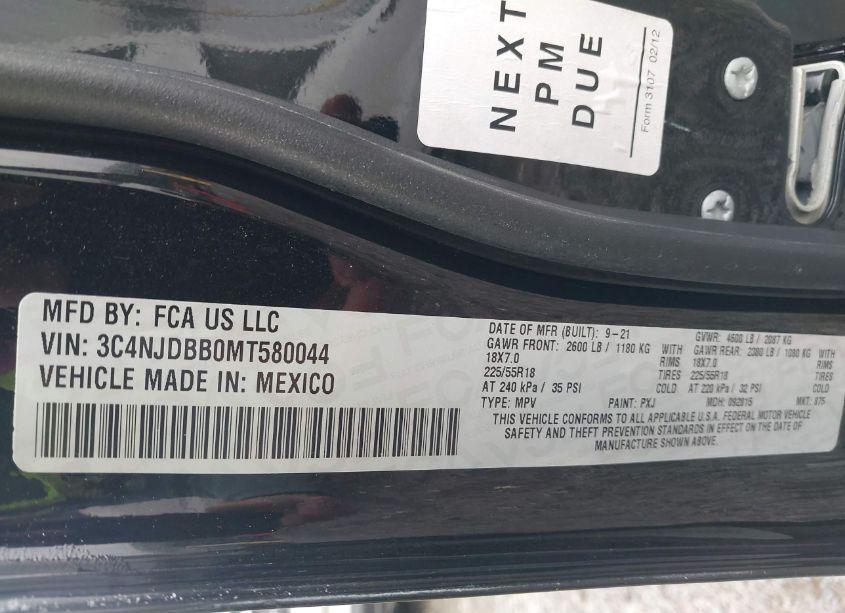 NEXT
PM
DUE
Form 3107 02/12
MFD BY: FCA US LLC
VIN: 3C4NJDBB0MT580044
VEHICLE MADE IN: MEXICO
DATE OF MFR (BUILT): 9-21 GVWR: 4600 LB / 2087 KG
GAWR FRONT: 2600 LB / 1180 KG WITH GAWR REAR: 2380 LB / 1080 KG WITH
18X7.0 RIMS 18X7.0 RIMS
225/55R18 TIRES 225/55R18 TIRES
AT 240 kPa / 35 PSI COLD AT 220 kPa / 32 PSI COLD
TYPE: MPV PAINT: PXJ MDH: 092815 MKT: 875
THIS VEHICLE CONFORMS TO ALL APPLICABLE U.S.A. FEDERAL MOTOR VEHICLE
SAFETY AND THEFT PREVENTION STANDARDS IN EFFECT ON THE DATE OF
MANUFACTURE SHOWN ABOVE.